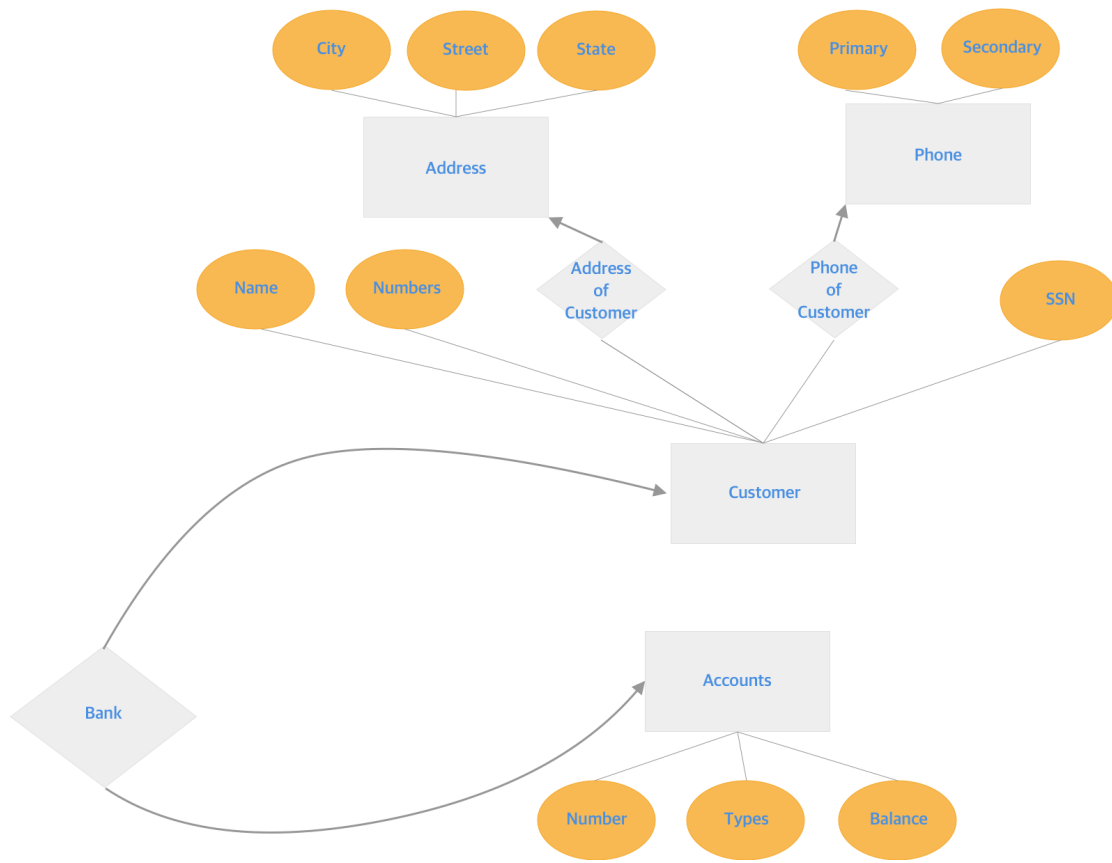 City
Street
State
Primary
Secondary
Address
Phone
Name
Numbers
Address
of
Customer
Phone
of
Customer
SSN
Customer
Bank
Accounts
Number
Types
Balance